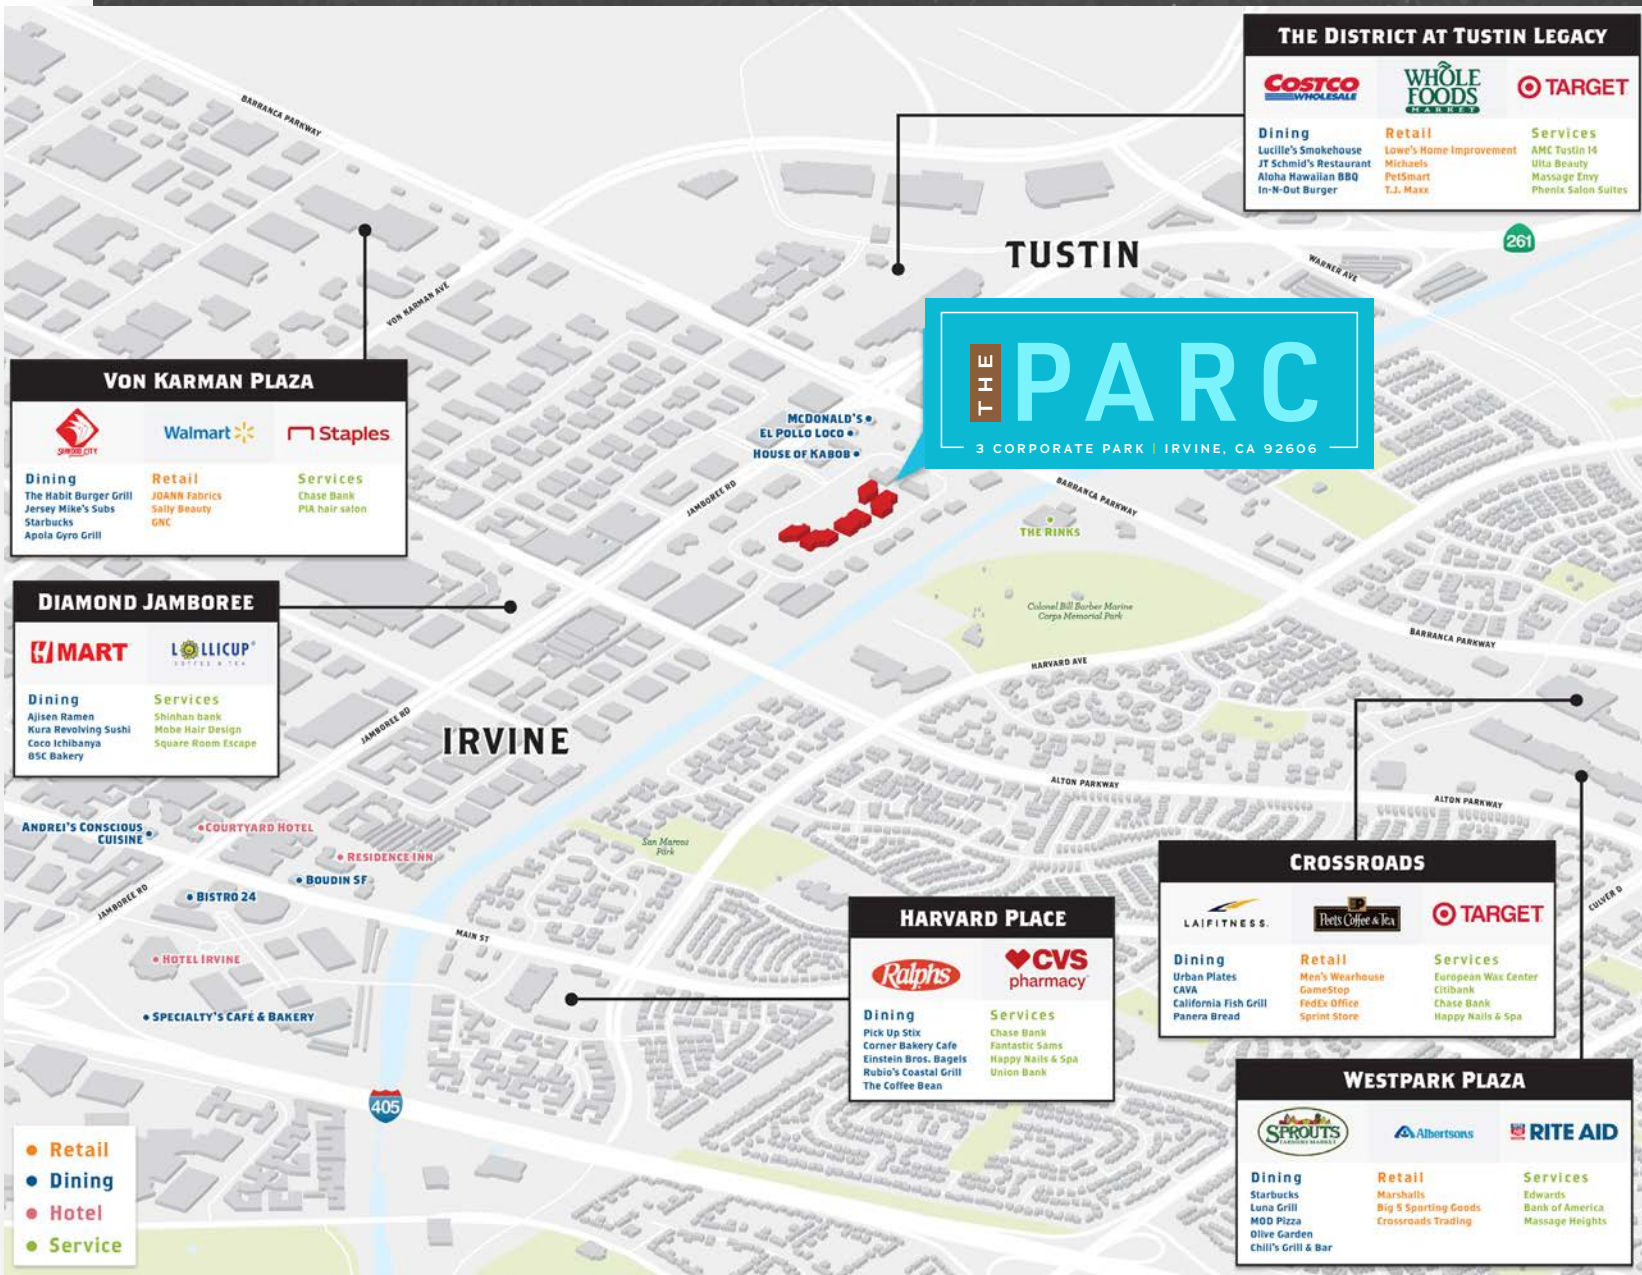 THE DISTRICT AT TUSTIN LEGACY
COSTCO WHOLESALE
WHOLE FOODS MARKET
TARGET
Dining
Lucille's Smokehouse
JT Schmid's Restaurant
Aloha Hawaiian BBQ
In-N-Out Burger
Retail
Lowe's Home Improvement
Michaels
PetSmart
T.J. Maxx
Services
AMC Tustin 14
Ulta Beauty
Massage Envy
Phenix Salon Suites
BARRANCA PARKWAY
261
TUSTIN
WARNER AVE
VON KARMAN AVE
THE PARC
3 CORPORATE PARK | IRVINE, CA 92606
VON KARMAN PLAZA
SEAFOOD CITY
Walmart
Staples
Dining
The Habit Burger Grill
Jersey Mike's Subs
Starbucks
Apola Gyro Grill
Retail
JOANN Fabrics
Sally Beauty
GNC
Services
Chase Bank
PIA hair salon
MCDONALD'S
EL POLLO LOCO
HOUSE OF KABOB
JAMBOREE RD
BARRANCA PARKWAY
THE RINKS
DIAMOND JAMBOREE
H MART
LOLLICUP
COFFEE & TEA
Dining
Ajisen Ramen
Kura Revolving Sushi
Coco Ichibanya
85C Bakery
Services
Shinhan bank
Mobe Hair Design
Square Room Escape
Colonel Bill Barber Marine
Corps Memorial Park
BARRANCA PARKWAY
HARVARD AVE
JAMBOREE RD
IRVINE
ALTON PARKWAY
ALTON PARKWAY
ANDREI'S CONSCIOUS
CUISINE
COURTYARD HOTEL
RESIDENCE INN
BOUDIN SF
BISTRO 24
JAMBOREE RD
San Marcos
Park
MAIN ST
HOTEL IRVINE
SPECIALTY'S CAFÉ & BAKERY
405
HARVARD PLACE
Ralphs
CVS pharmacy
Dining
Pick Up Stix
Corner Bakery Cafe
Einstein Bros. Bagels
Rubio's Coastal Grill
The Coffee Bean
Services
Chase Bank
Fantastic Sams
Happy Nails & Spa
Union Bank
CROSSROADS
LA|FITNESS.
Peet's Coffee & Tea
TARGET
Dining
Urban Plates
CAVA
California Fish Grill
Panera Bread
Retail
Men's Wearhouse
GameStop
FedEx Office
Sprint Store
Services
European Wax Center
Citibank
Chase Bank
Happy Nails & Spa
CULVER D
WESTPARK PLAZA
SPROUTS
FARMERS MARKET
Albertsons
RITE AID
Dining
Starbucks
Luna Grill
MOD Pizza
Olive Garden
Chili's Grill & Bar
Retail
Marshalls
Big 5 Sporting Goods
Crossroads Trading
Services
Edwards
Bank of America
Massage Heights
Retail
Dining
Hotel
Service